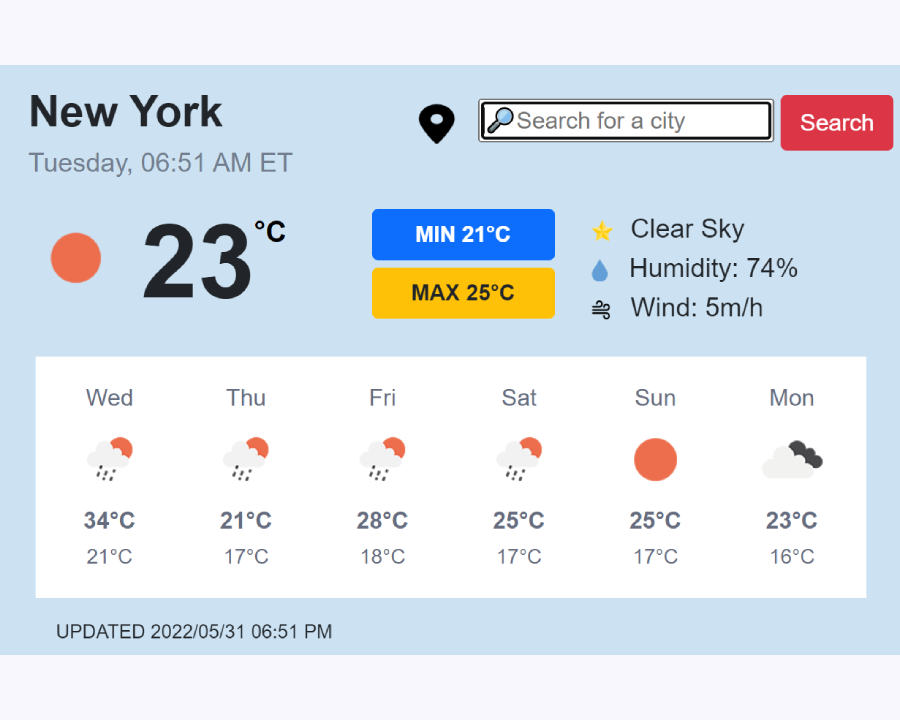 New York
Search for a city
Search
Tuesday, 06:51 AM ET
23°C
MIN 21°C
MAX 25°C
Clear Sky
Humidity: 74%
Wind: 5m/h
Wed Thu Fri Sat Sun Mon
34°C 21°C 28°C 25°C 25°C 23°C
21°C 17°C 18°C 17°C 17°C 16°C
UPDATED 2022/05/31 06:51 PM